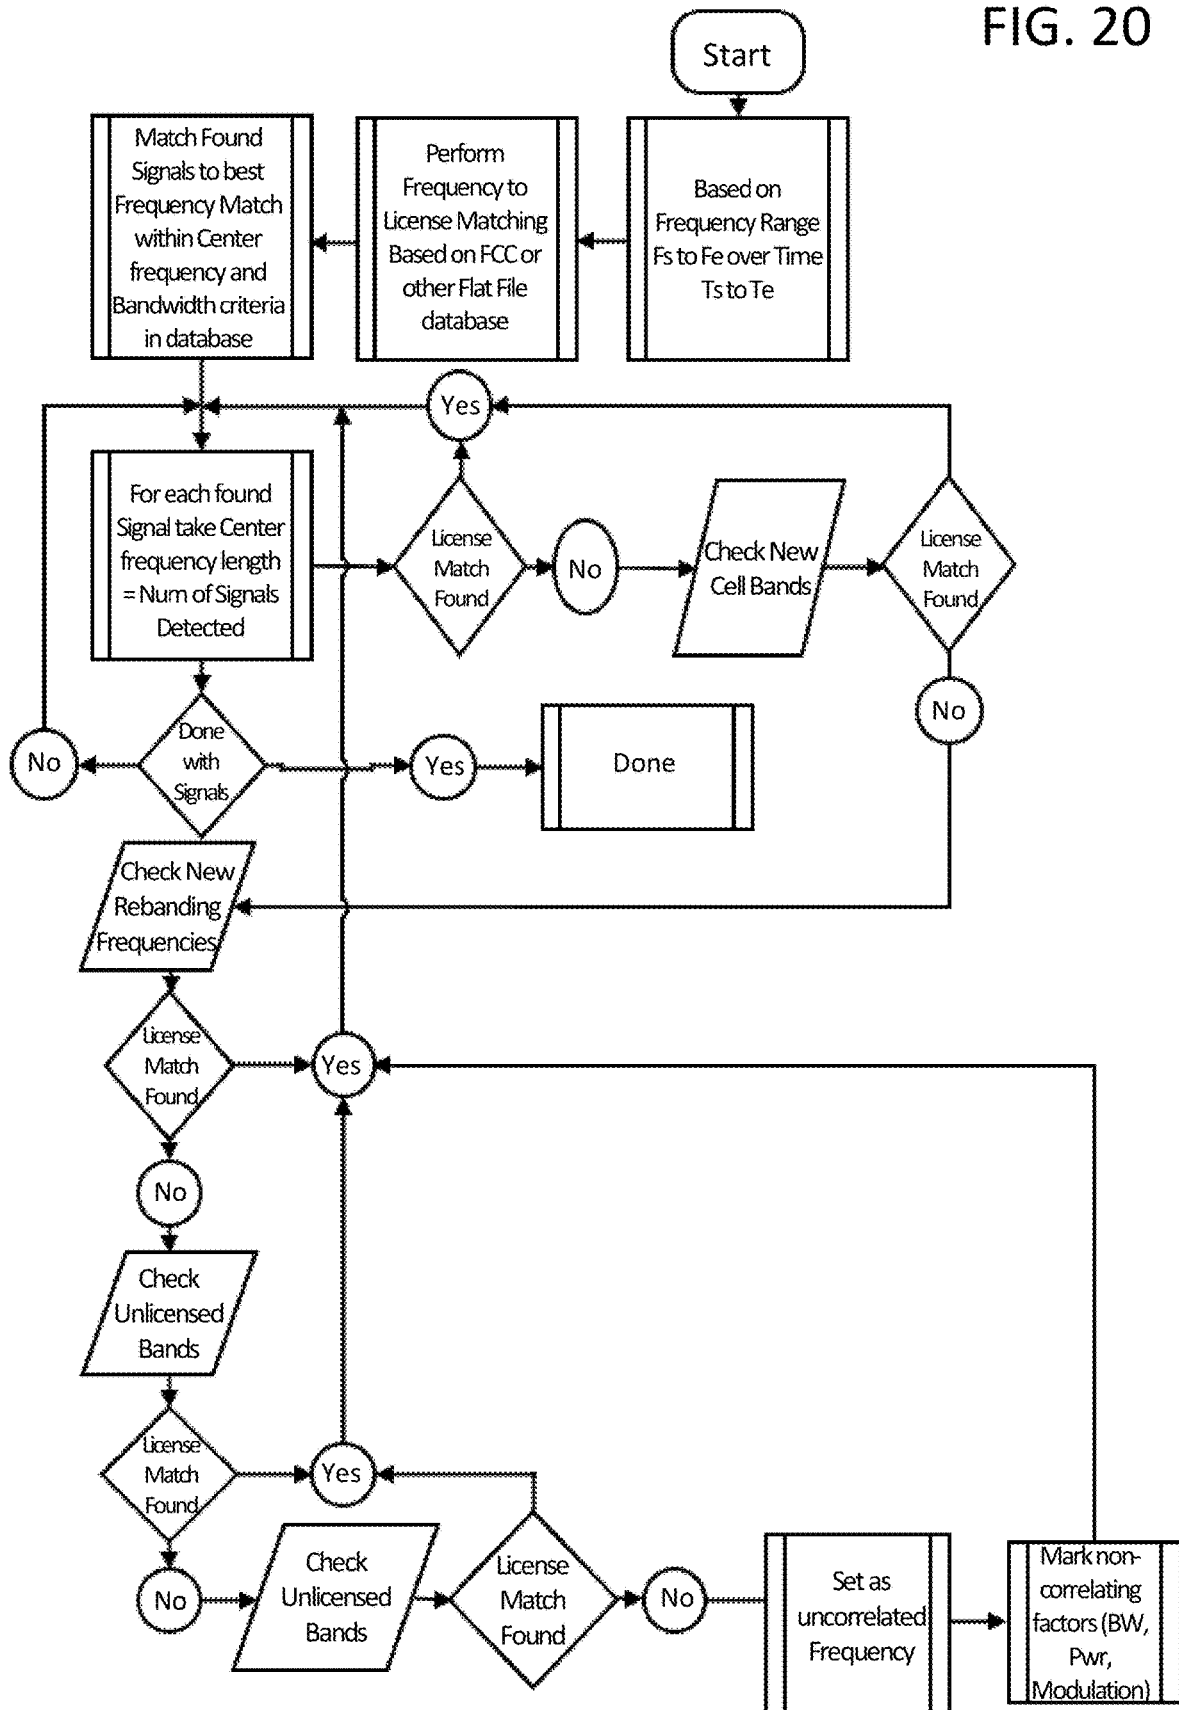 FIG. 20
Start
Match Found
Signals to best
Frequency Match
within Center
frequency and
Bandwidth criteria
in database
Perform
Frequency to
License Matching
Based on FCC or
other Flat File
database
Based on
Frequency Range
Fs to Fe over Time
Ts to Te
Yes
For each found
Signal take Center
frequency length
= Num of Signals
Detected
License
Match
Found
No
Check New
Cell Bands
License
Match
Found
No
Done
with
Signals
No
Yes
Done
Check New
Rebanding
Frequencies
License
Match
Found
Yes
No
Check
Unlicensed
Bands
License
Match
Found
Yes
No
Check
Unlicensed
Bands
License
Match
Found
No
Set as
uncorrelated
Frequency
Mark non-
correlating
factors (BW,
Pwr,
Modulation)